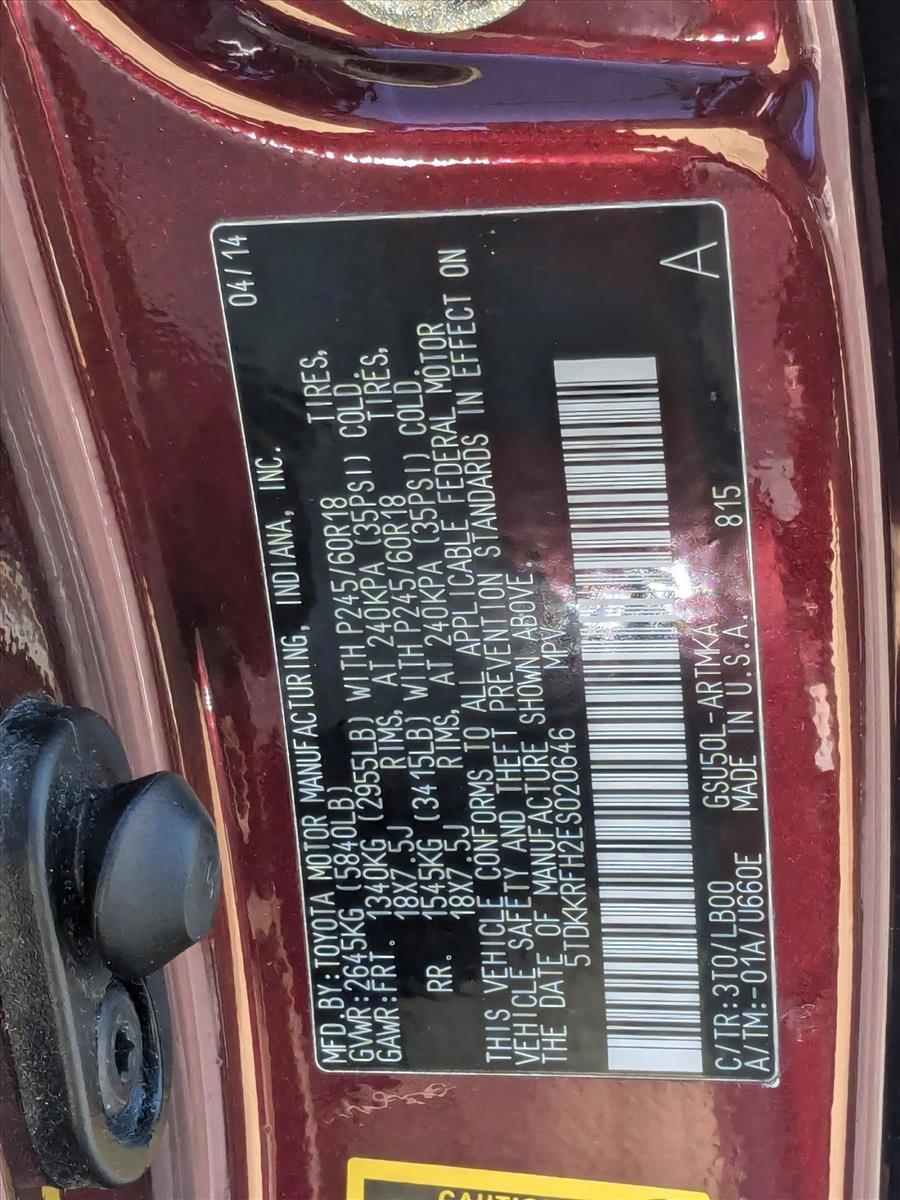 MFD.BY:TOYOTA MOTOR MANUFACTURING, INDIANA, INC. 04/14
GVWR:2645KG (5840LB)
GAWR:FRT. 1340KG (2955LB) WITH P245/60R18 TIRES,
18X7.5J RIMS, AT 240KPA (35PSI) COLD.
RR. 1545KG (3415LB) WITH P245/60R18 TIRES,
18X7.5J RIMS, AT 240KPA (35PSI) COLD.
THIS VEHICLE CONFORMS TO ALL APPLICABLE FEDERAL MOTOR
VEHICLE SAFETY AND THEFT PREVENTION STANDARDS IN EFFECT ON
THE DATE OF MANUFACTURE SHOWN ABOVE.
5TDKKRFH2ES020646 MPV
A
C/TR:3T0/LB00 GSU50L-ARTMKA 815
A/TM:-01A/U660E MADE IN U.S.A.
CAUTION